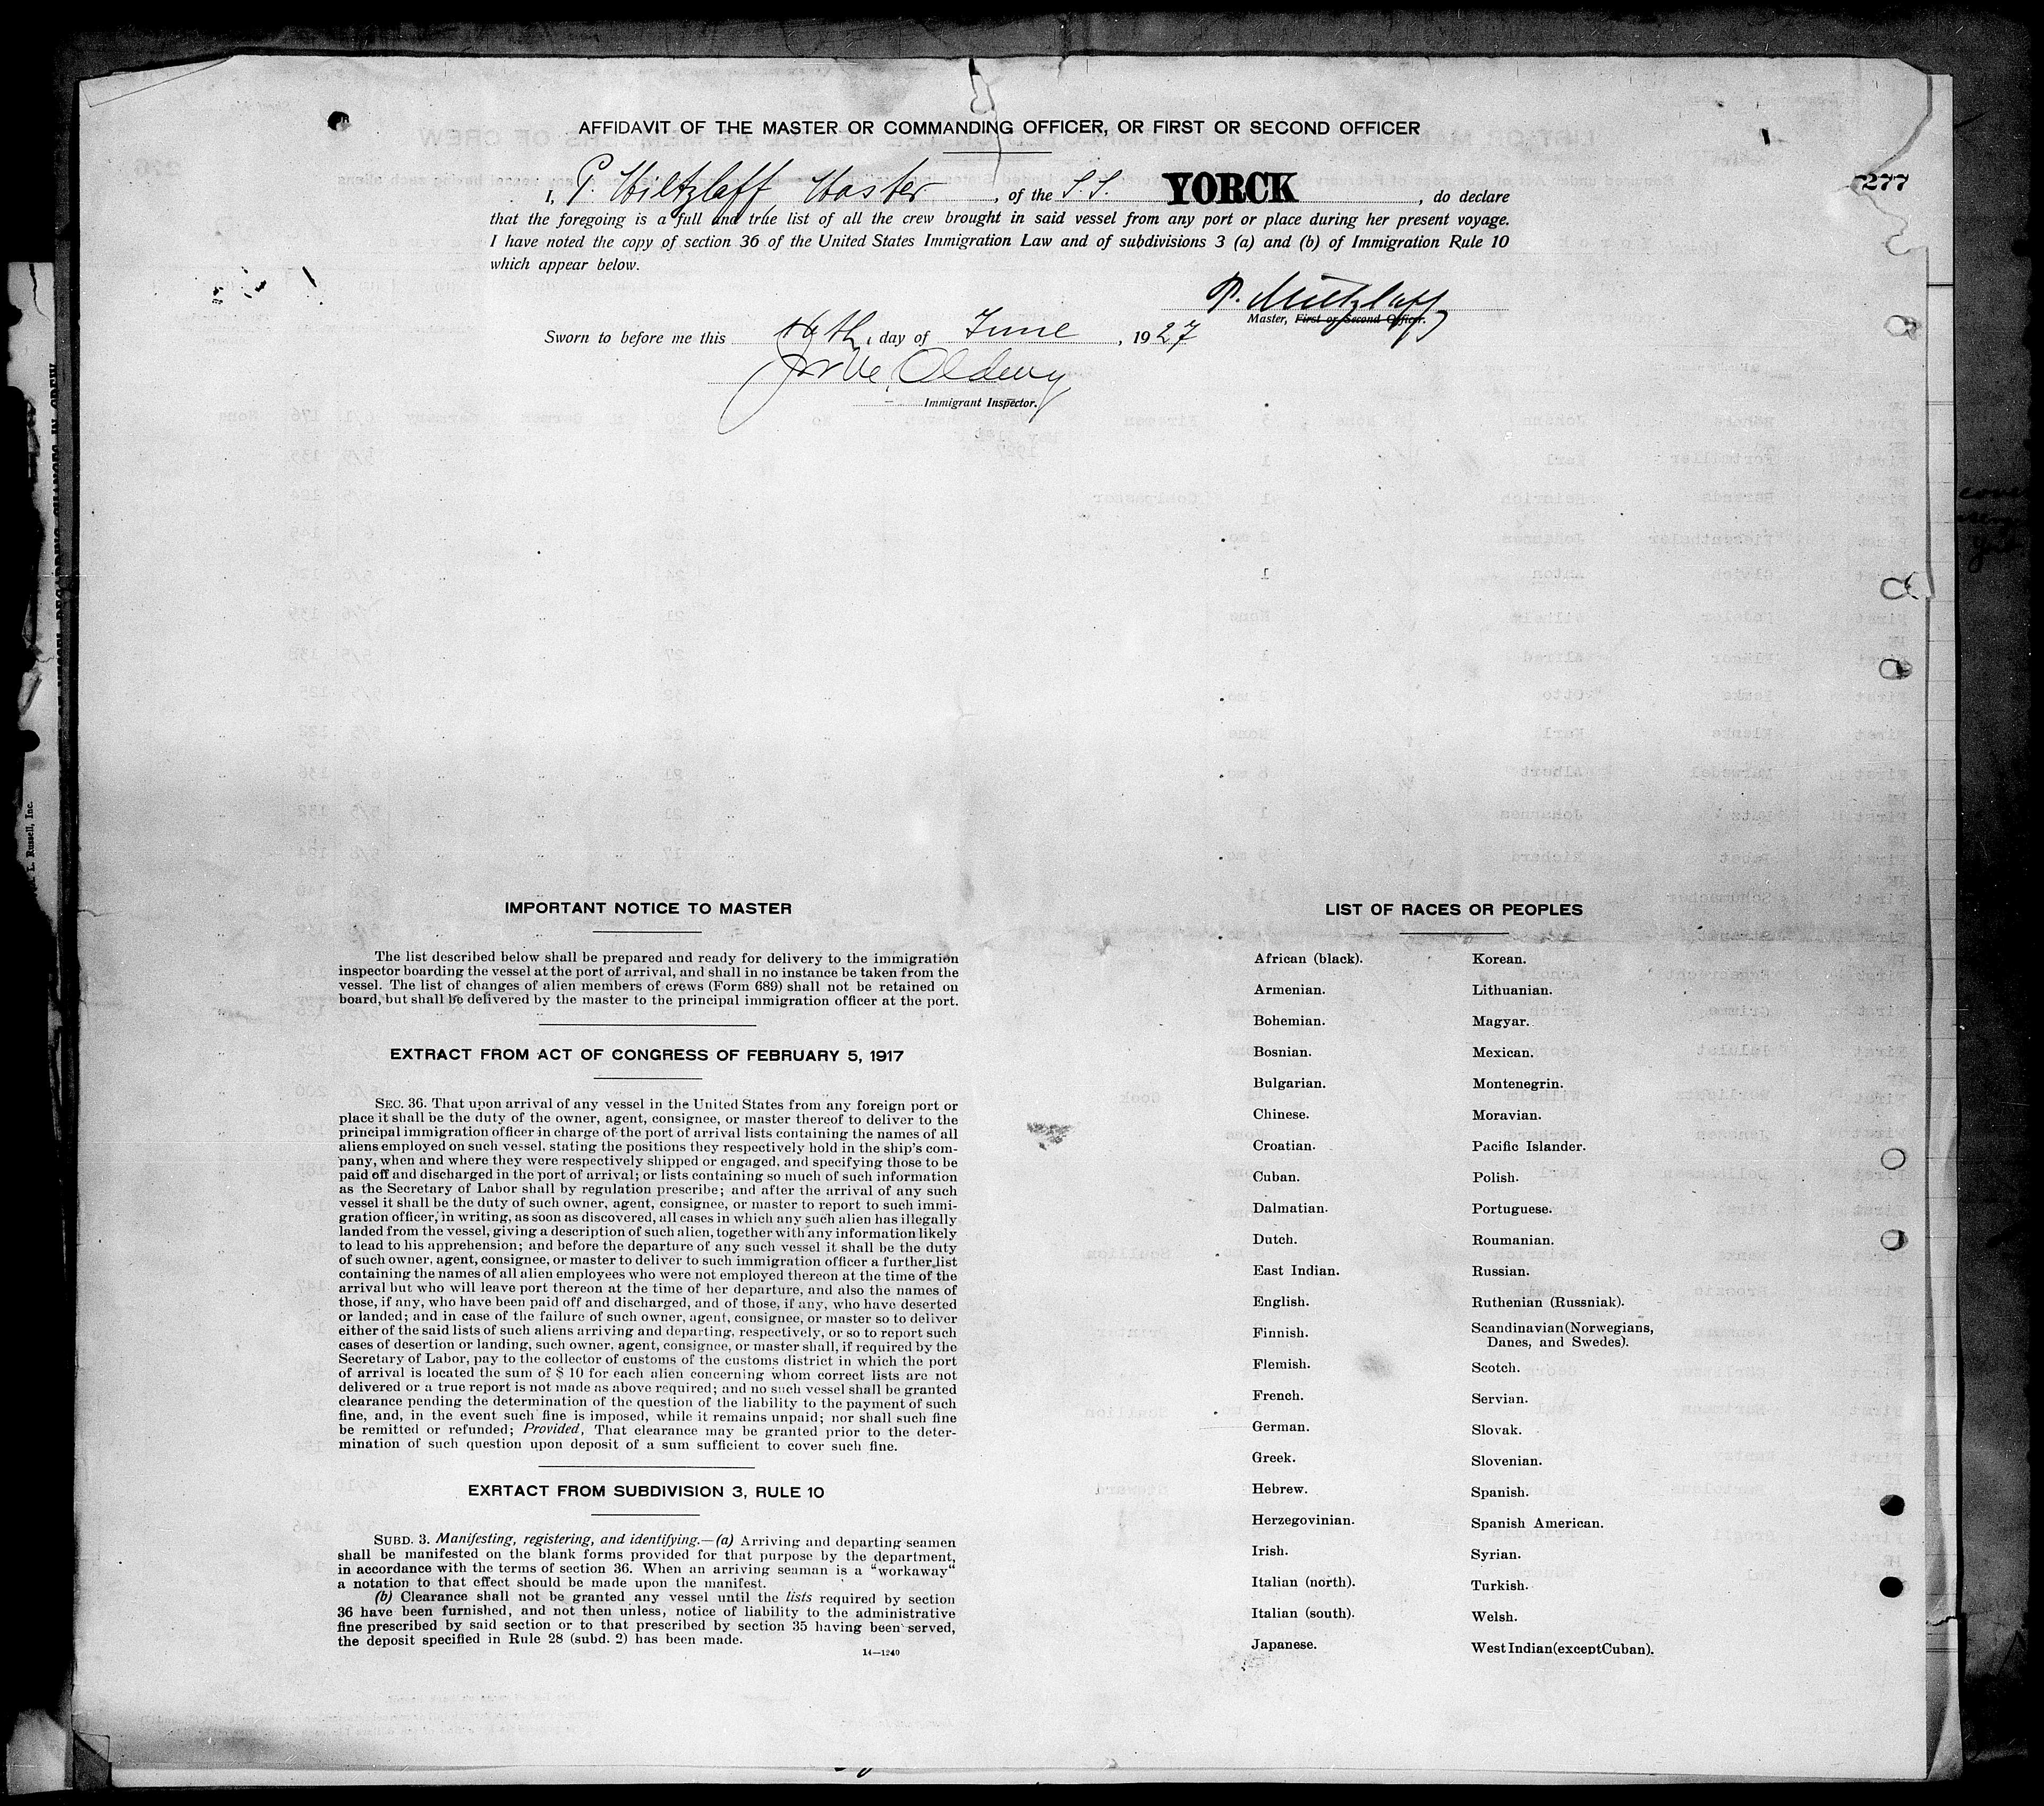 AFFIDAVIT OF THE MASTER OR COMMANDING OFFICER, OR FIRST OR SECOND OFFICER
277
I, P. Wiltzlaff, Master, of the S.S. YORCK, do declare
that the foregoing is a full and true list of all the crew brought in said vessel from any port or place during her present voyage.
I have noted the copy of section 36 of the United States Immigration Law and of subdivisions 3 (a) and (b) of Immigration Rule 10
which appear below.
P. Miltzlaff
Master, First or Second Officer.
Sworn to before me this day of June, 1927
Immigrant Inspector.
IMPORTANT NOTICE TO MASTER
The list described below shall be prepared and ready for delivery to the immigration
inspector boarding the vessel at the port of arrival, and shall in no instance be taken from the
vessel. The list of changes of alien members of crews (Form 689) shall not be retained on
board, but shall be delivered by the master to the principal immigration officer at the port.
EXTRACT FROM ACT OF CONGRESS OF FEBRUARY 5, 1917
SEC. 36. That upon arrival of any vessel in the United States from any foreign port or
place it shall be the duty of the owner, agent, consignee, or master thereof to deliver to the
principal immigration officer in charge of the port of arrival lists containing the names of all
aliens employed on such vessel, stating the positions they respectively hold in the ship's com-
pany, when and where they were respectively shipped or engaged, and specifying those to be
paid off and discharged in the port of arrival; or lists containing so much of such information
as the Secretary of Labor shall by regulation prescribe; and after the arrival of any such
vessel it shall be the duty of such owner, agent, consignee, or master to report to such immi-
gration officer, in writing, as soon as discovered, all cases in which any such alien has illegally
landed from the vessel, giving a description of such alien, together with any information likely
to lead to his apprehension; and before the departure of any such vessel it shall be the duty
of such owner, agent, consignee, or master to deliver to such immigration officer a further list
containing the names of all alien employees who were not employed thereon at the time of the
arrival but who will leave port thereon at the time of her departure, and also the names of
those, if any, who have been paid off and discharged, and of those, if any, who have deserted
or landed; and in case of the failure of such owner, agent, consignee, or master so to deliver
either of the said lists of such aliens arriving and departing, respectively, or so to report such
cases of desertion or landing, such owner, agent, consignee, or master shall, if required by the
Secretary of Labor, pay to the collector of customs of the customs district in which the port
of arrival is located the sum of $ 10 for each alien concerning whom correct lists are not
delivered or a true report is not made as above required; and no such vessel shall be granted
clearance pending the determination of the question of the liability to the payment of such
fine, and, in the event such fine is imposed, while it remains unpaid; nor shall such fine
be remitted or refunded; Provided, That clearance may be granted prior to the deter-
mination of such question upon deposit of a sum sufficient to cover such fine.
EXRTACT FROM SUBDIVISION 3, RULE 10
SUBD. 3. Manifesting, registering, and identifying.—(a) Arriving and departing seamen
shall be manifested on the blank forms provided for that purpose by the department,
in accordance with the terms of section 36. When an arriving seaman is a "workaway"
a notation to that effect should be made upon the manifest.
(b) Clearance shall not be granted any vessel until the lists required by section
36 have been furnished, and not then unless, notice of liability to the administrative
fine prescribed by said section or to that prescribed by section 35 having been served,
the deposit specified in Rule 28 (subd. 2) has been made.
14—1240
LIST OF RACES OR PEOPLES
African (black).
Armenian.
Bohemian.
Bosnian.
Bulgarian.
Chinese.
Croatian.
Cuban.
Dalmatian.
Dutch.
East Indian.
English.
Finnish.
Flemish.
French.
German.
Greek.
Hebrew.
Herzegovinian.
Irish.
Italian (north).
Italian (south).
Japanese.
Korean.
Lithuanian.
Magyar.
Mexican.
Montenegrin.
Moravian.
Pacific Islander.
Polish.
Portuguese.
Roumanian.
Russian.
Ruthenian (Russniak).
Scandinavian (Norwegians,
Danes, and Swedes).
Scotch.
Servian.
Slovak.
Slovenian.
Spanish.
Spanish American.
Syrian.
Turkish.
Welsh.
West Indian (except Cuban).
L. Russell, Inc.